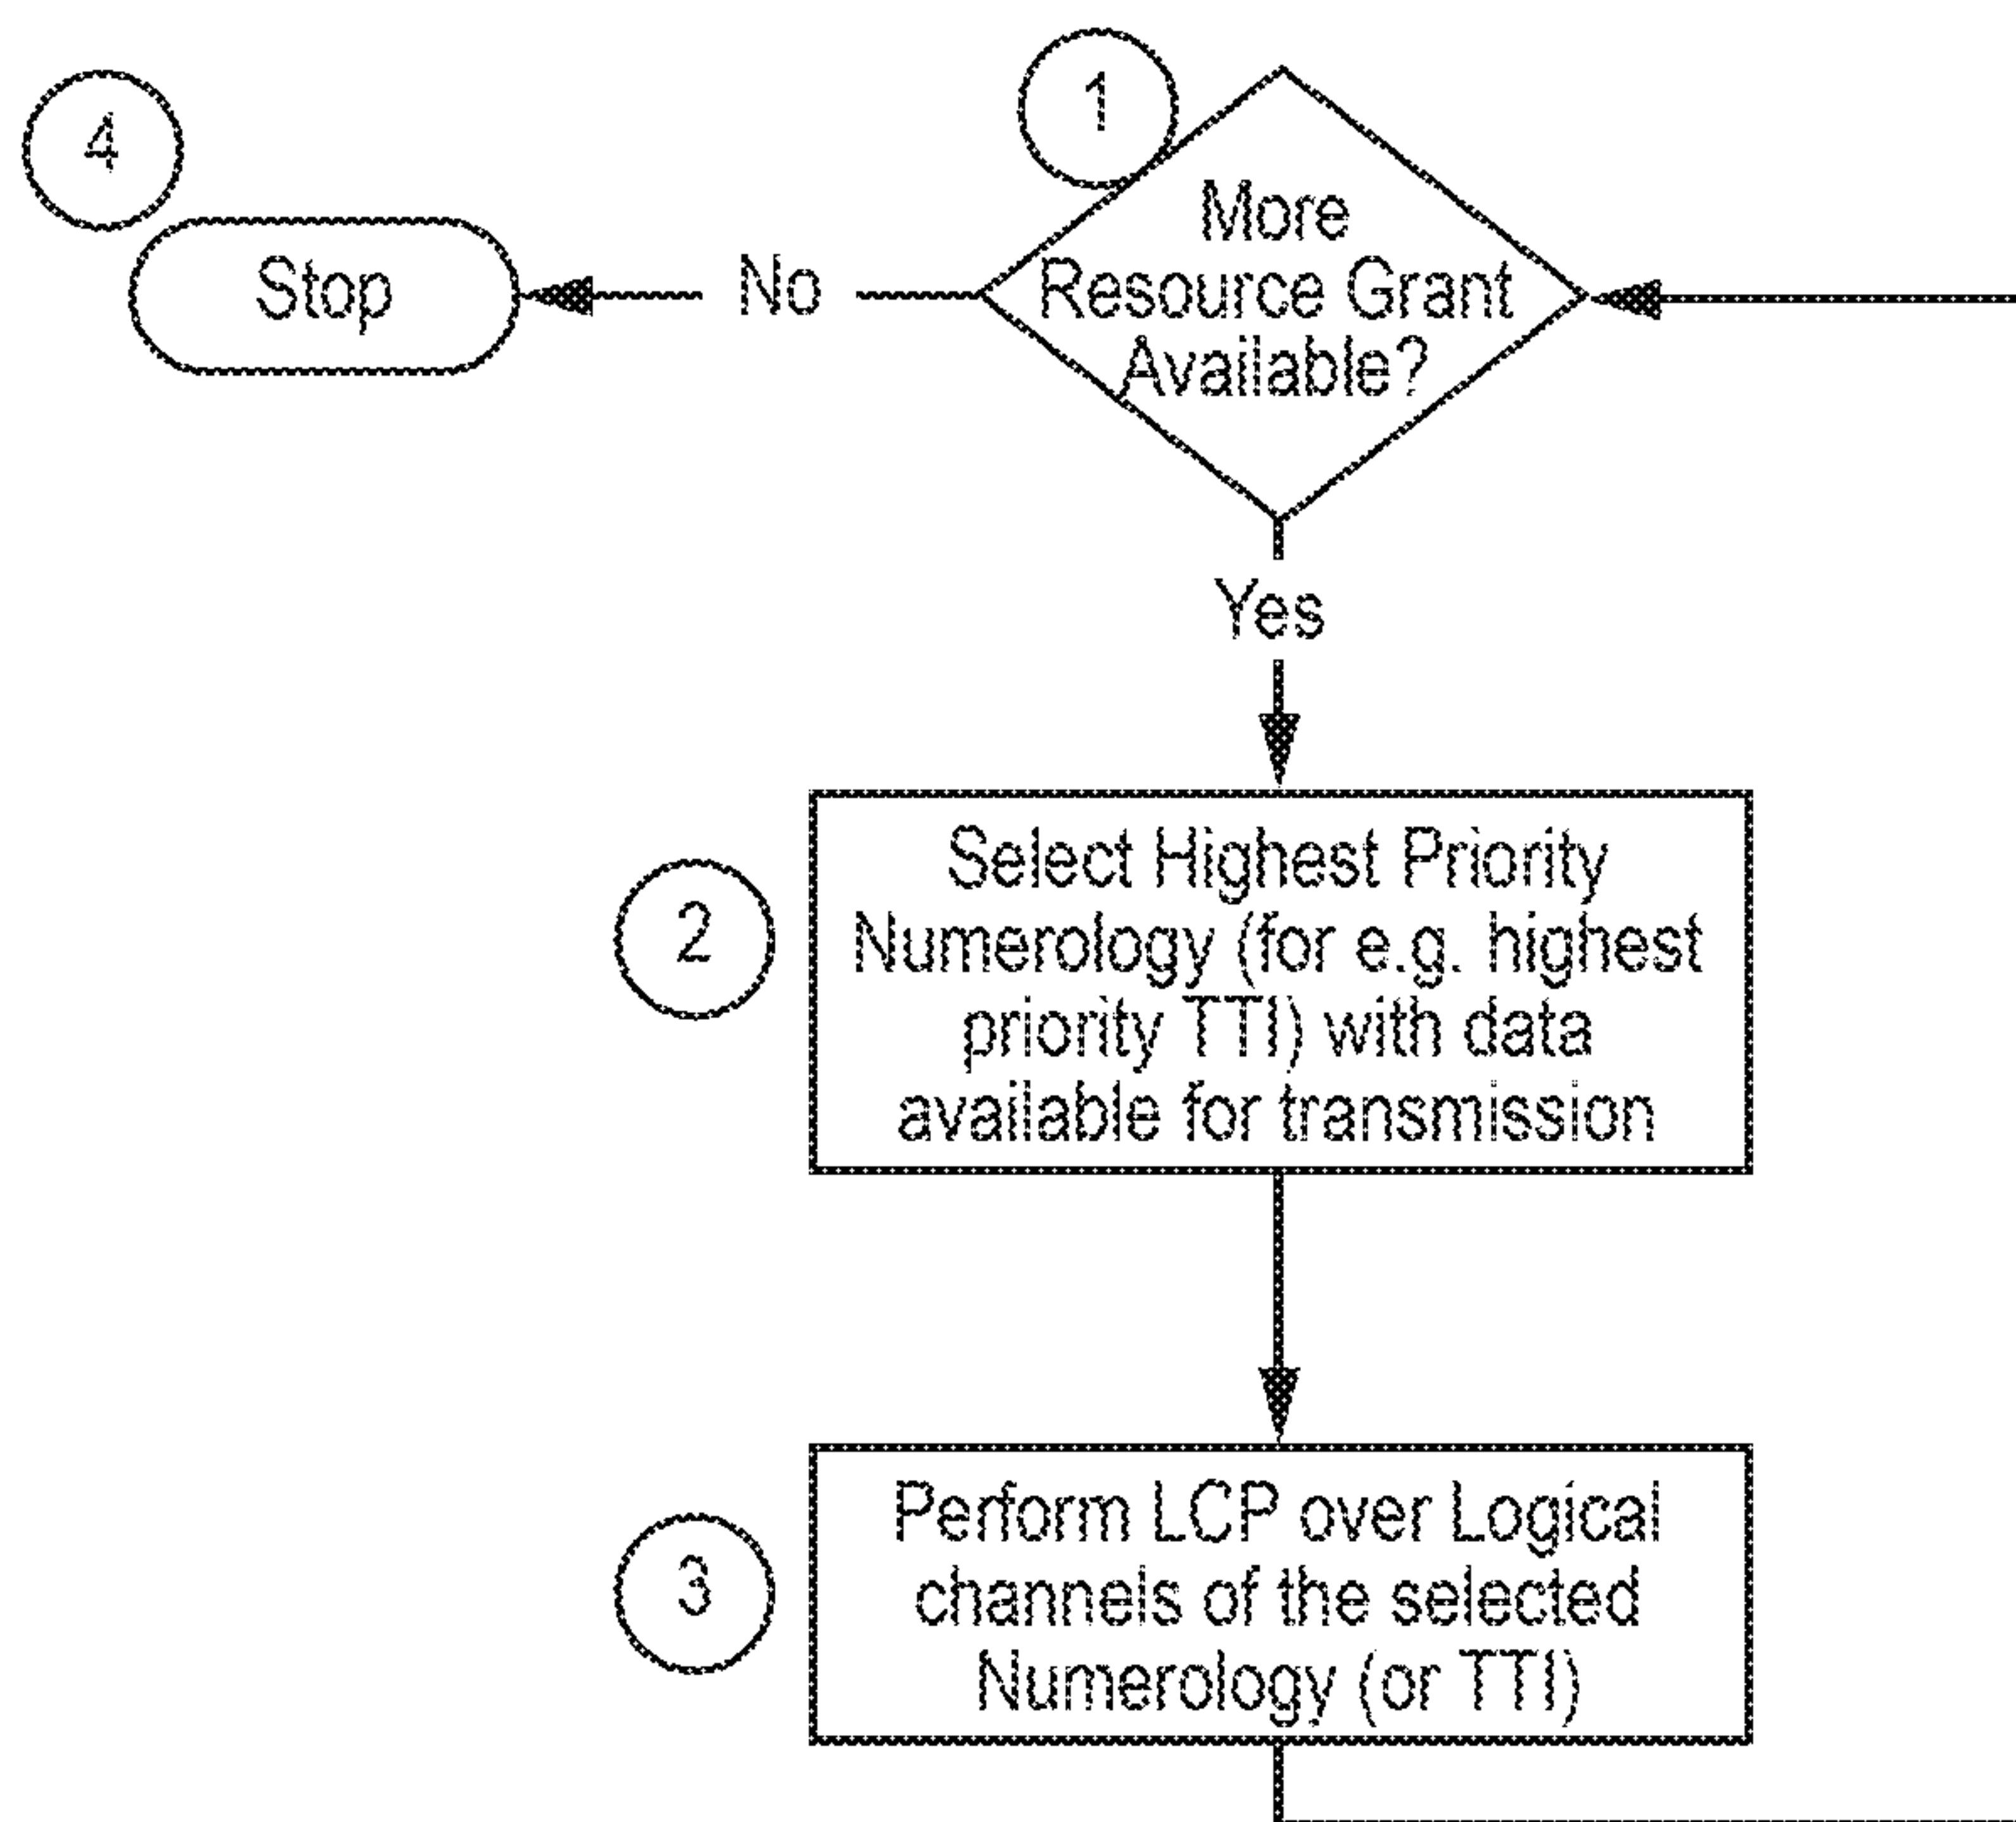 4
1
More
Resource Grant
Available?
Stop
No
Yes
2
Select Highest Priority
Numerology (for e.g. highest
priority TTI) with data
available for transmission
3
Perform LCP over Logical
channels of the selected
Numerology (or TTI)